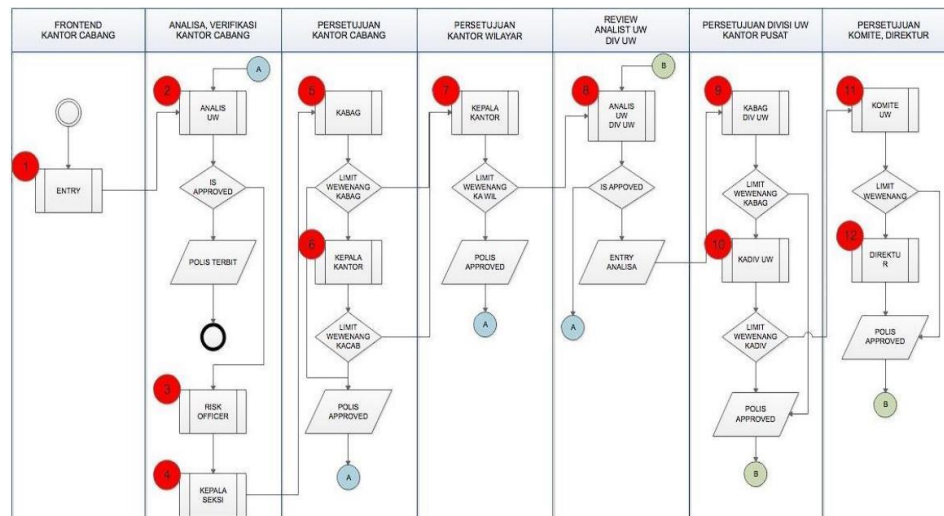 FRONTEND
KANTOR CABANG
ANALISA, VERIFIKASI
KANTOR CABANG
PERSETUJUAN
KANTOR CABANG
PERSETUJUAN
KANTOR WILAYAR
REVIEW
ANALIST UW
DIV UW
PERSETUJUAN DIVISI UW
KANTOR PUSAT
PERSETUJUAN
KOMITE, DIREKTUR
1
ENTRY
A
2
ANALIS
UW
IS
APPROVED
POLIS TERBIT
3
RISK
OFFICER
4
KEPALA
SEKSI
5
KABAG
LIMIT
WEWENANG
KABAG
6
KEPALA
KANTOR
LIMIT
WEWENANG
KACAB
POLIS
APPROVED
A
7
KEPALA
KANTOR
LIMIT
WEWENANG
KA WIL
POLIS
APPROVED
A
B
8
ANALIS
UW
DIV UW
IS APPOVED
ENTRY
ANALISA
A
9
KABAG
DIV UW
LIMIT
WEWENANG
KABAG
10
KADIV UW
LIMIT
WEWENANG
KADIV
POLIS
APPROVED
B
11
KOMITE
UW
LIMIT
WEWENANG
12
DIREKTU
R
POLIS
APPROVED
B